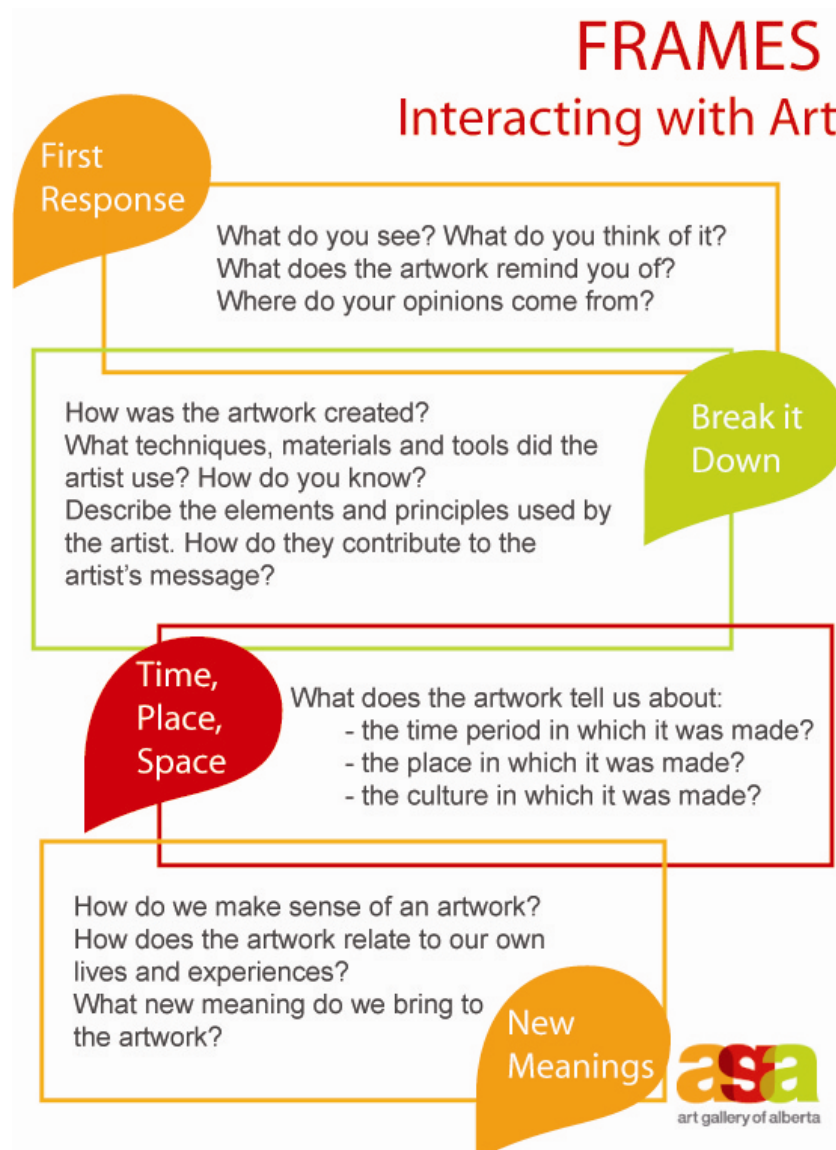 FRAMES
Interacting with Art
First
Response
What do you see? What do you think of it?
What does the artwork remind you of?
Where do your opinions come from?
Break it
Down
How was the artwork created?
What techniques, materials and tools did the
artist use? How do you know?
Describe the elements and principles used by
the artist. How do they contribute to the
artist's message?
Time,
Place,
Space
What does the artwork tell us about:
- the time period in which it was made?
- the place in which it was made?
- the culture in which it was made?
How do we make sense of an artwork?
How does the artwork relate to our own
lives and experiences?
What new meaning do we bring to
the artwork?
New
Meanings
aga
art gallery of alberta